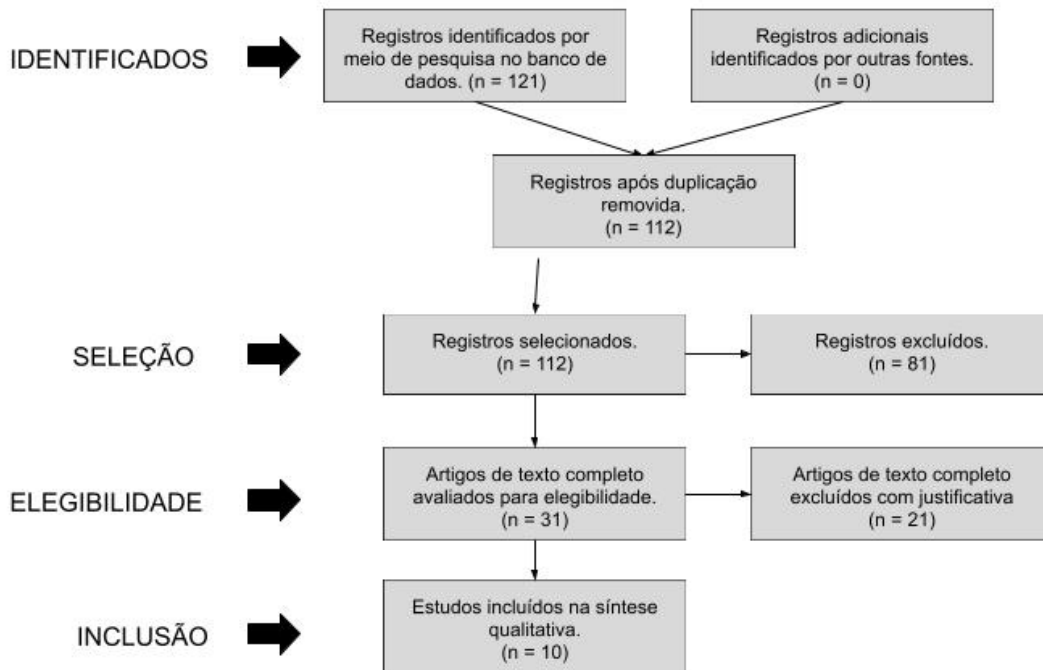 IDENTIFICADOS
Registros identificados por
meio de pesquisa no banco de
dados. (n = 121)
Registros adicionais
identificados por outras fontes.
(n = 0)
Registros após duplicação
removida.
(n = 112)
SELEÇÃO
Registros selecionados.
(n = 112)
Registros excluídos.
(n = 81)
ELEGIBILIDADE
Artigos de texto completo
avaliados para elegibilidade.
(n = 31)
Artigos de texto completo
excluídos com justificativa
(n = 21)
INCLUSÃO
Estudos incluídos na síntese
qualitativa.
(n = 10)